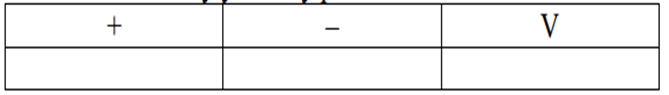 + – V